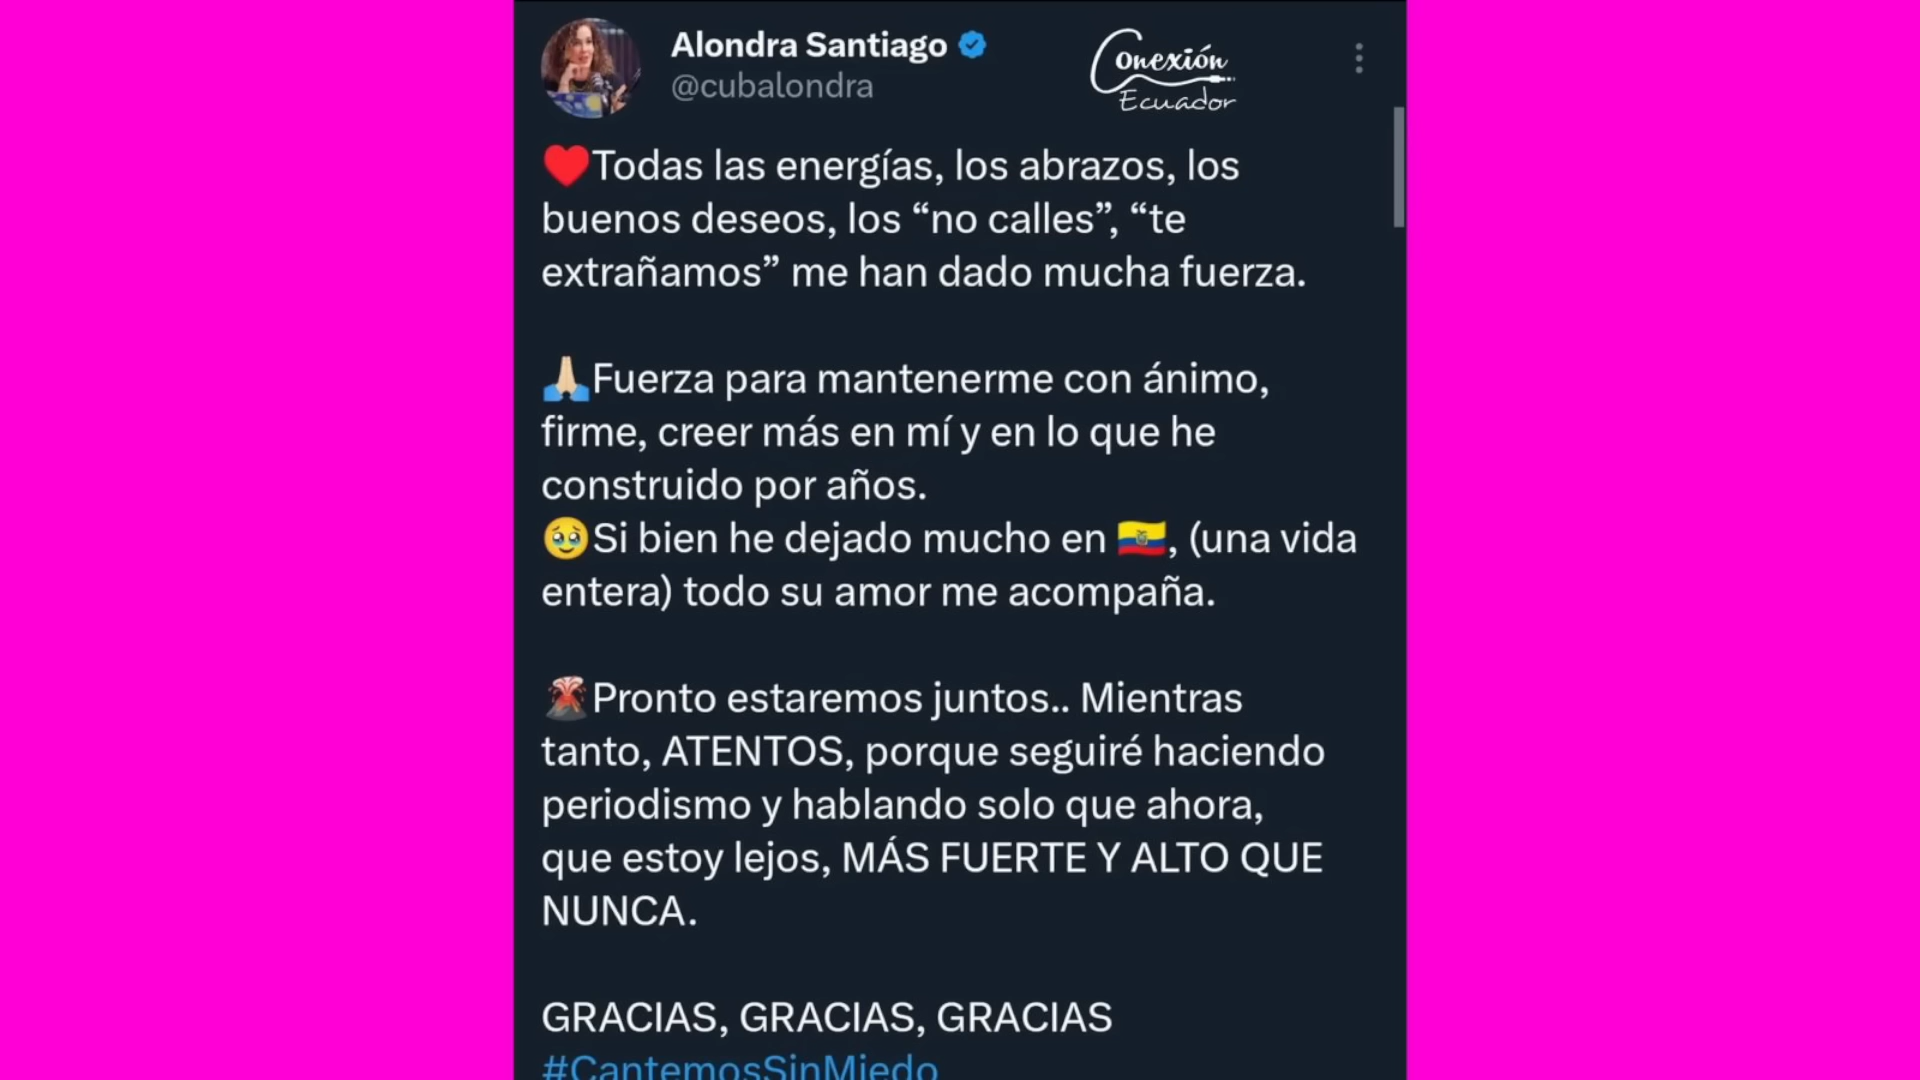 Alondra Santiago
@cubalondra
Conexión
Ecuador
❤️Todas las energías, los abrazos, los
buenos deseos, los “no calles”, “te
extrañamos” me han dado mucha fuerza.
🙏🏼Fuerza para mantenerme con ánimo,
firme, creer más en mí y en lo que he
construido por años.
🥹Si bien he dejado mucho en 🇪🇨, (una vida
entera) todo su amor me acompaña.
🌋Pronto estaremos juntos.. Mientras
tanto, ATENTOS, porque seguiré haciendo
periodismo y hablando solo que ahora,
que estoy lejos, MÁS FUERTE Y ALTO QUE
NUNCA.
GRACIAS, GRACIAS, GRACIAS
#CantemosSinMiedo